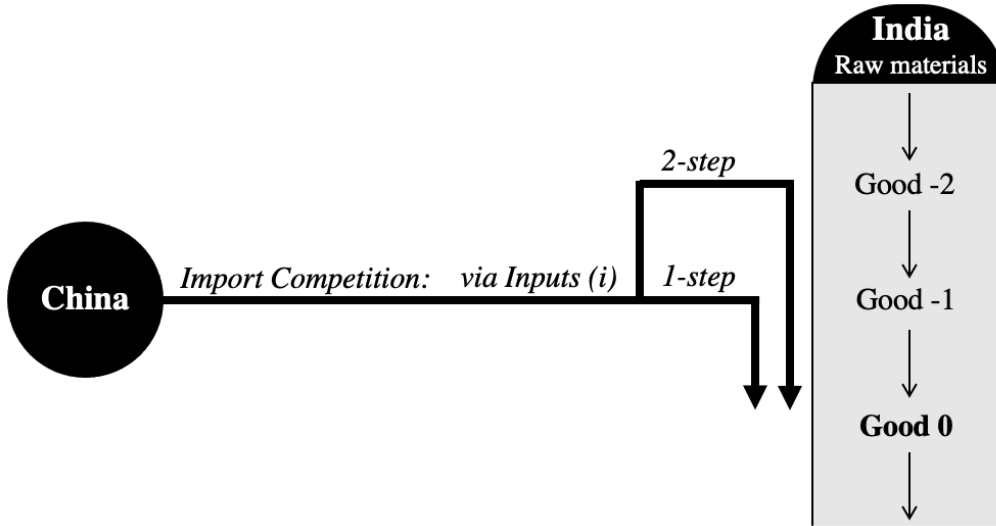 India
Raw materials
2-step
Good -2
China
Import Competition: via Inputs (i)
1-step
Good -1
Good 0